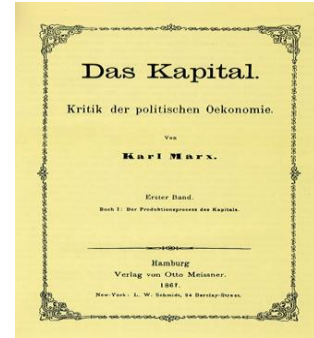 Das Kapital.
Kritik der politischen Oekonomie.
Von
Karl Marx.
Erster Band.
Buch I: Der Produktionsprocess des Kapitals.
Hamburg
Verlag von Otto Meissner.
1867.
New-York: L. W. Schmidt, 24 Barclay-Street.